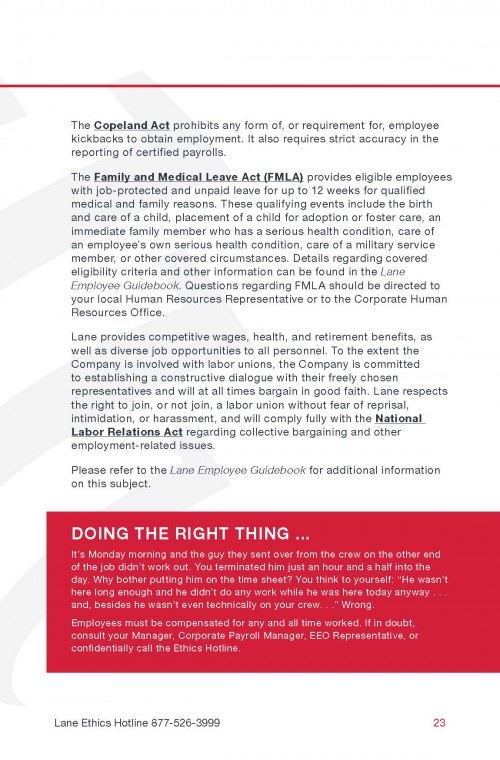 The Copeland Act prohibits any form of, or requirement for, employee
kickbacks to obtain employment. It also requires strict accuracy in the
reporting of certified payrolls.
The Family and Medical Leave Act (FMLA) provides eligible employees
with job-protected and unpaid leave for up to 12 weeks for qualified
medical and family reasons. These qualifying events include the birth
and care of a child, placement of a child for adoption or foster care, an
immediate family member who has a serious health condition, care of
an employee's own serious health condition, care of a military service
member, or other covered circumstances. Details regarding covered
eligibility criteria and other information can be found in the Lane
Employee Guidebook. Questions regarding FMLA should be directed to
your local Human Resources Representative or to the Corporate Human
Resources Office.
Lane provides competitive wages, health, and retirement benefits, as
well as diverse job opportunities to all personnel. To the extent the
Company is involved with labor unions, the Company is committed
to establishing a constructive dialogue with their freely chosen
representatives and will at all times bargain in good faith. Lane respects
the right to join, or not join, a labor union without fear of reprisal,
intimidation, or harassment, and will comply fully with the National
Labor Relations Act regarding collective bargaining and other
employment-related issues.
Please refer to the Lane Employee Guidebook for additional information
on this subject.
DOING THE RIGHT THING ...
It's Monday morning and the guy they sent over from the crew on the other end
of the job didn't work out. You terminated him just an hour and a half into the
day. Why bother putting him on the time sheet? You think to yourself: "He wasn't
here long enough and he didn't do any work while he was here today anyway . . .
and, besides he wasn't even technically on your crew. . ." Wrong.
Employees must be compensated for any and all time worked. If in doubt,
consult your Manager, Corporate Payroll Manager, EEO Representative, or
confidentially call the Ethics Hotline.
Lane Ethics Hotline 877-526-3999
23